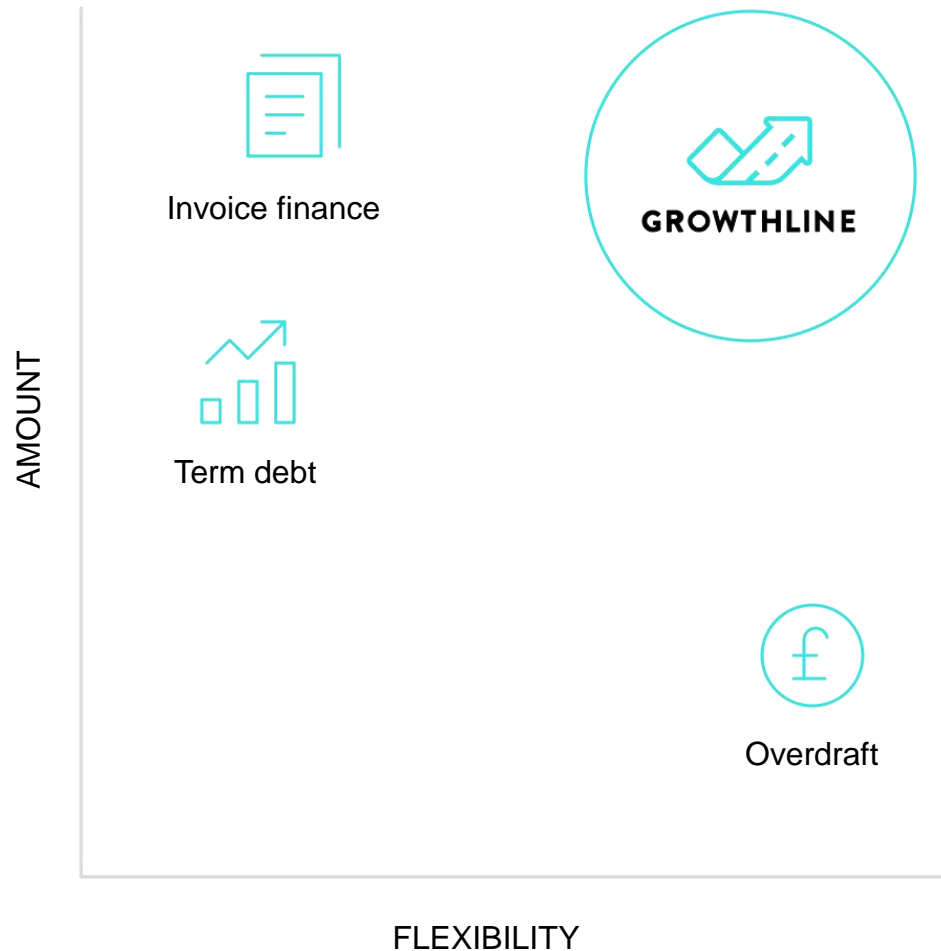 Invoice finance
GROWTHLINE
AMOUNT
Term debt
£
Overdraft
FLEXIBILITY